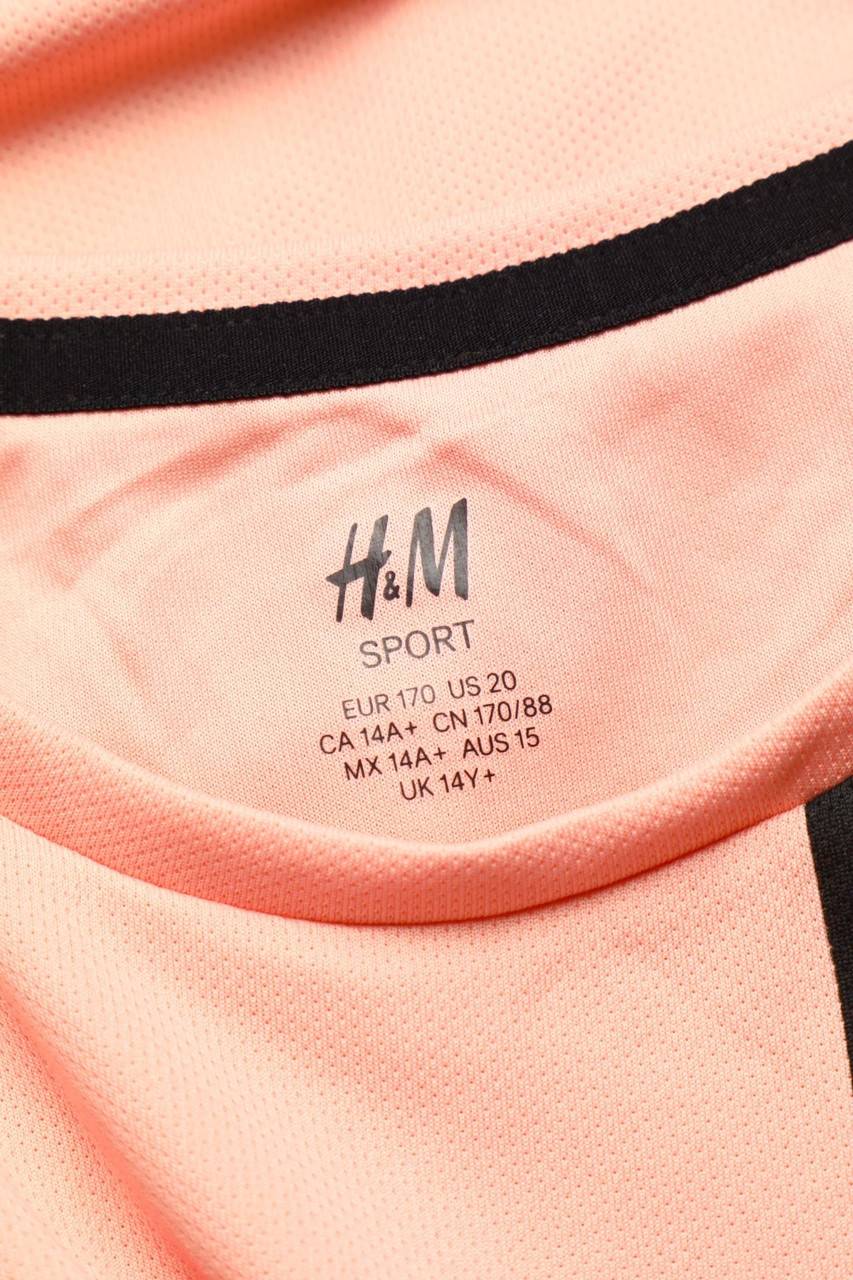 H&M
SPORT
EUR 170 US 20
CA 14A+ CN 170/88
MX 14A+ AUS 15
UK 14Y+